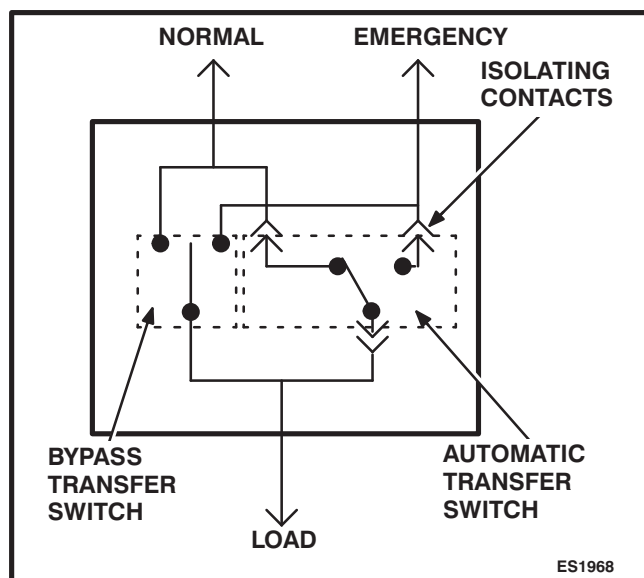 NORMAL
EMERGENCY
ISOLATING
CONTACTS
BYPASS
TRANSFER
SWITCH
AUTOMATIC
TRANSFER
SWITCH
LOAD
ES1968